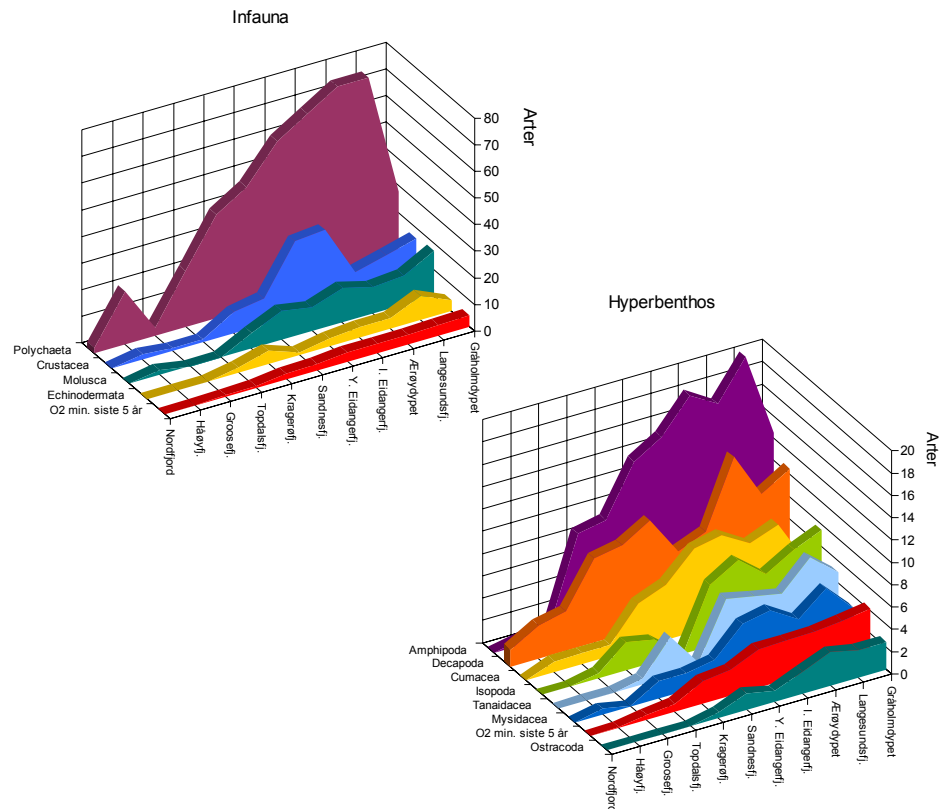 Infauna
Arter
80
70
60
50
40
30
20
10
0
Polychaeta
Crustacea
Molusca
Echinodermata
O2 min. siste 5 år
Nordfjord
Håøyfj.
Groosefj.
Topdalsfj.
Kragerøfj.
Sandnesfj.
Y. Eidangerfj.
I. Eidangerfj.
Ærøydypet
Langesundsfj.
Gråholmdypet
Hyperbenthos
Arter
20
18
16
14
12
10
8
6
4
2
0
Amphipoda
Decapoda
Cumacea
Isopoda
Tanaidacea
Mysidacea
O2 min. siste 5 år
Ostracoda
Nordfjord
Håøyfj.
Groosefj.
Topdalsfj.
Kragerøfj.
Sandnesfj.
Y. Eidangerfj.
I. Eidangerfj.
Ærøydypet
Langesundsfj.
Gråholmdypet